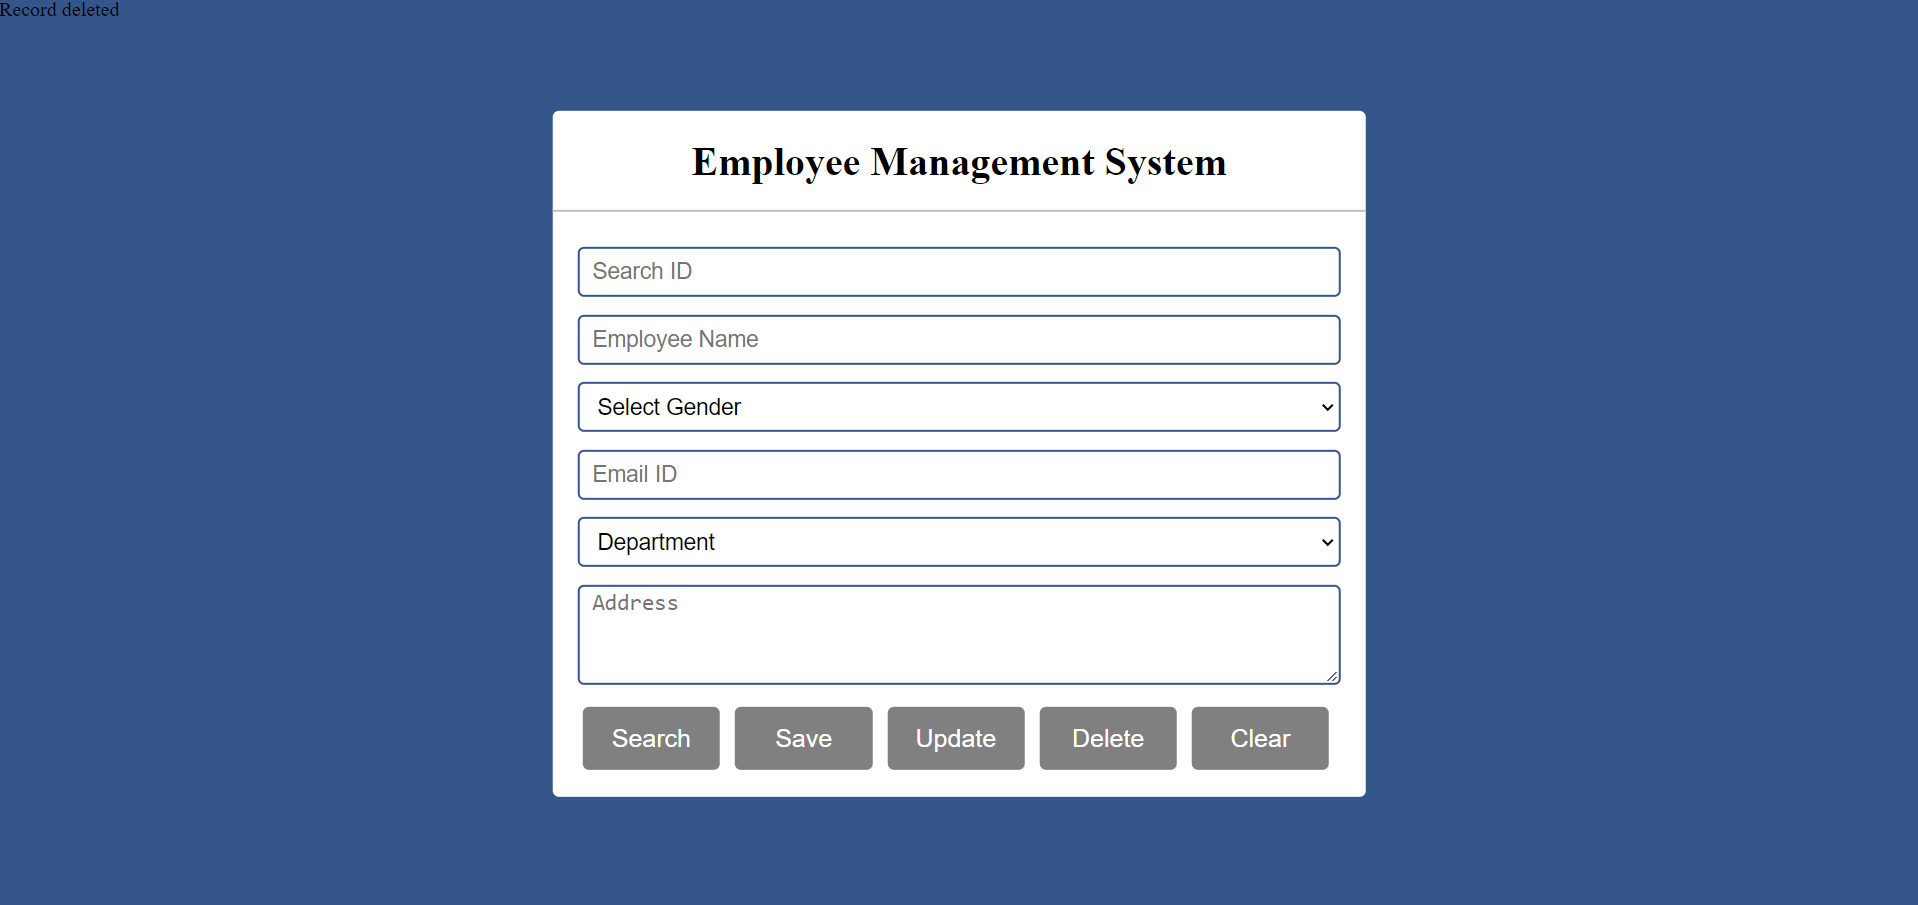 Record deleted
Employee Management System
Search ID
Employee Name
Select Gender
Email ID
Department
Address
Search Save Update Delete Clear